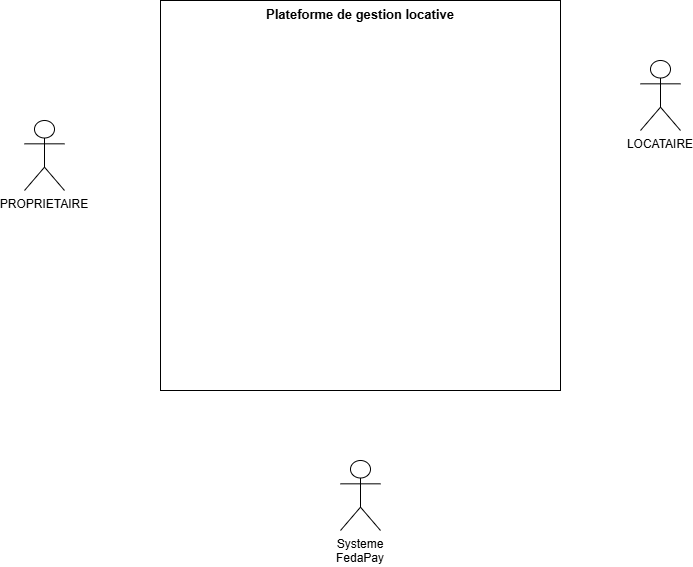 Plateforme de gestion locative
LOCATAIRE
PROPRIETAIRE
Systeme
FedaPay